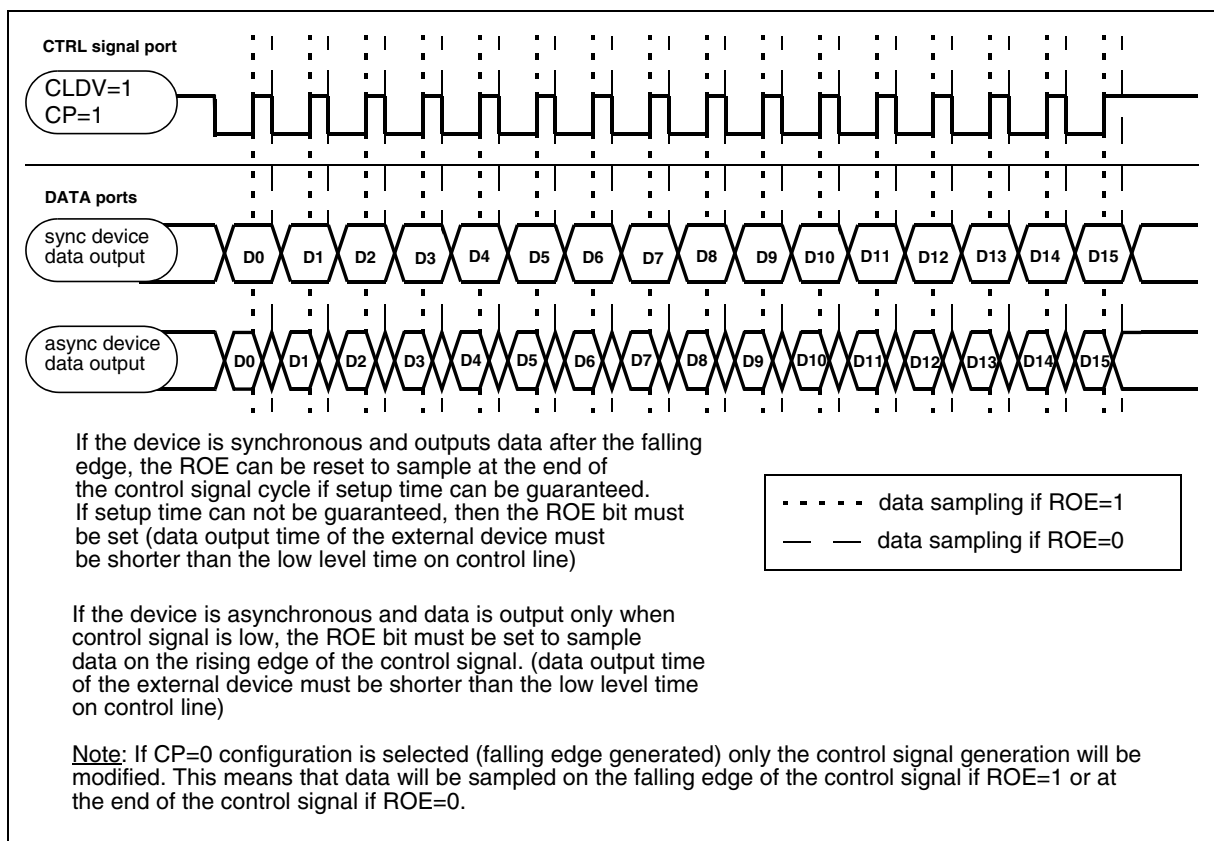 CTRL signal port
CLDV=1
CP=1
DATA ports
sync device
data output
D0 D1 D2 D3 D4 D5 D6 D7 D8 D9 D10 D11 D12 D13 D14 D15
async device
data output
D0 D1 D2 D3 D4 D5 D6 D7 D8 D9 D10 D11 D12 D13 D14 D15
If the device is synchronous and outputs data after the falling
edge, the ROE can be reset to sample at the end of
the control signal cycle if setup time can be guaranteed.
If setup time can not be guaranteed, then the ROE bit must
be set (data output time of the external device must
be shorter than the low level time on control line)
data sampling if ROE=1
data sampling if ROE=0
If the device is asynchronous and data is output only when
control signal is low, the ROE bit must be set to sample
data on the rising edge of the control signal. (data output time
of the external device must be shorter than the low level time
on control line)
Note: If CP=0 configuration is selected (falling edge generated) only the control signal generation will be
modified. This means that data will be sampled on the falling edge of the control signal if ROE=1 or at
the end of the control signal if ROE=0.